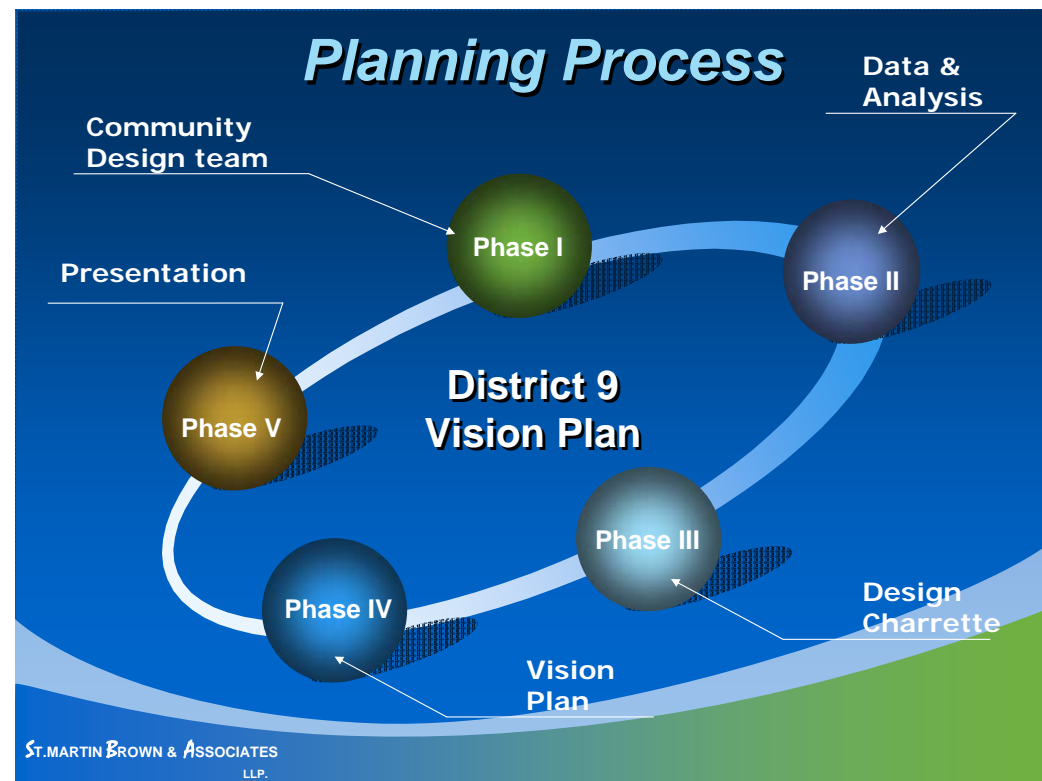 Planning Process
Data &
Analysis
Community
Design team
Phase I
Phase II
Presentation
District 9
Vision Plan
Phase V
Phase III
Phase IV
Design
Charrette
Vision
Plan
ST.MARTIN BROWN & ASSOCIATES
LLP.